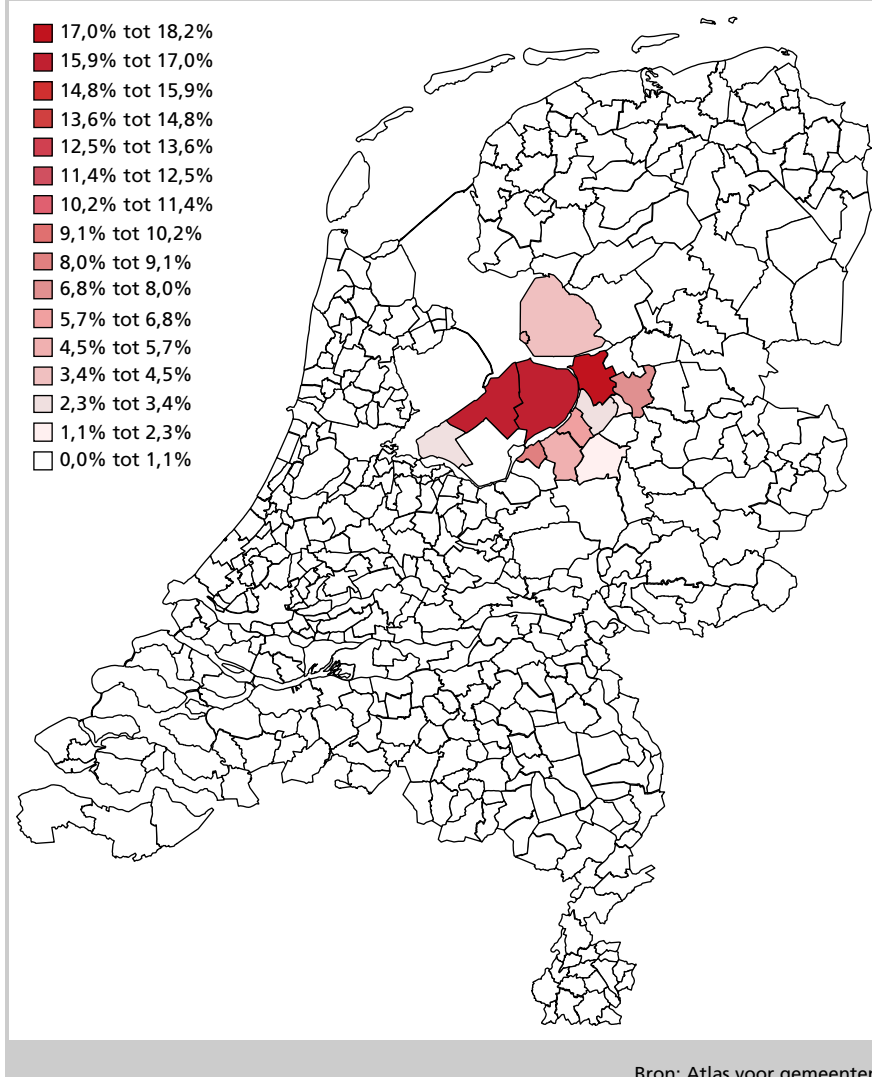 17,0% tot 18,2%
15,9% tot 17,0%
14,8% tot 15,9%
13,6% tot 14,8%
12,5% tot 13,6%
11,4% tot 12,5%
10,2% tot 11,4%
9,1% tot 10,2%
8,0% tot 9,1%
6,8% tot 8,0%
5,7% tot 6,8%
4,5% tot 5,7%
3,4% tot 4,5%
2,3% tot 3,4%
1,1% tot 2,3%
0,0% tot 1,1%
Bron: Atlas voor gemeenten